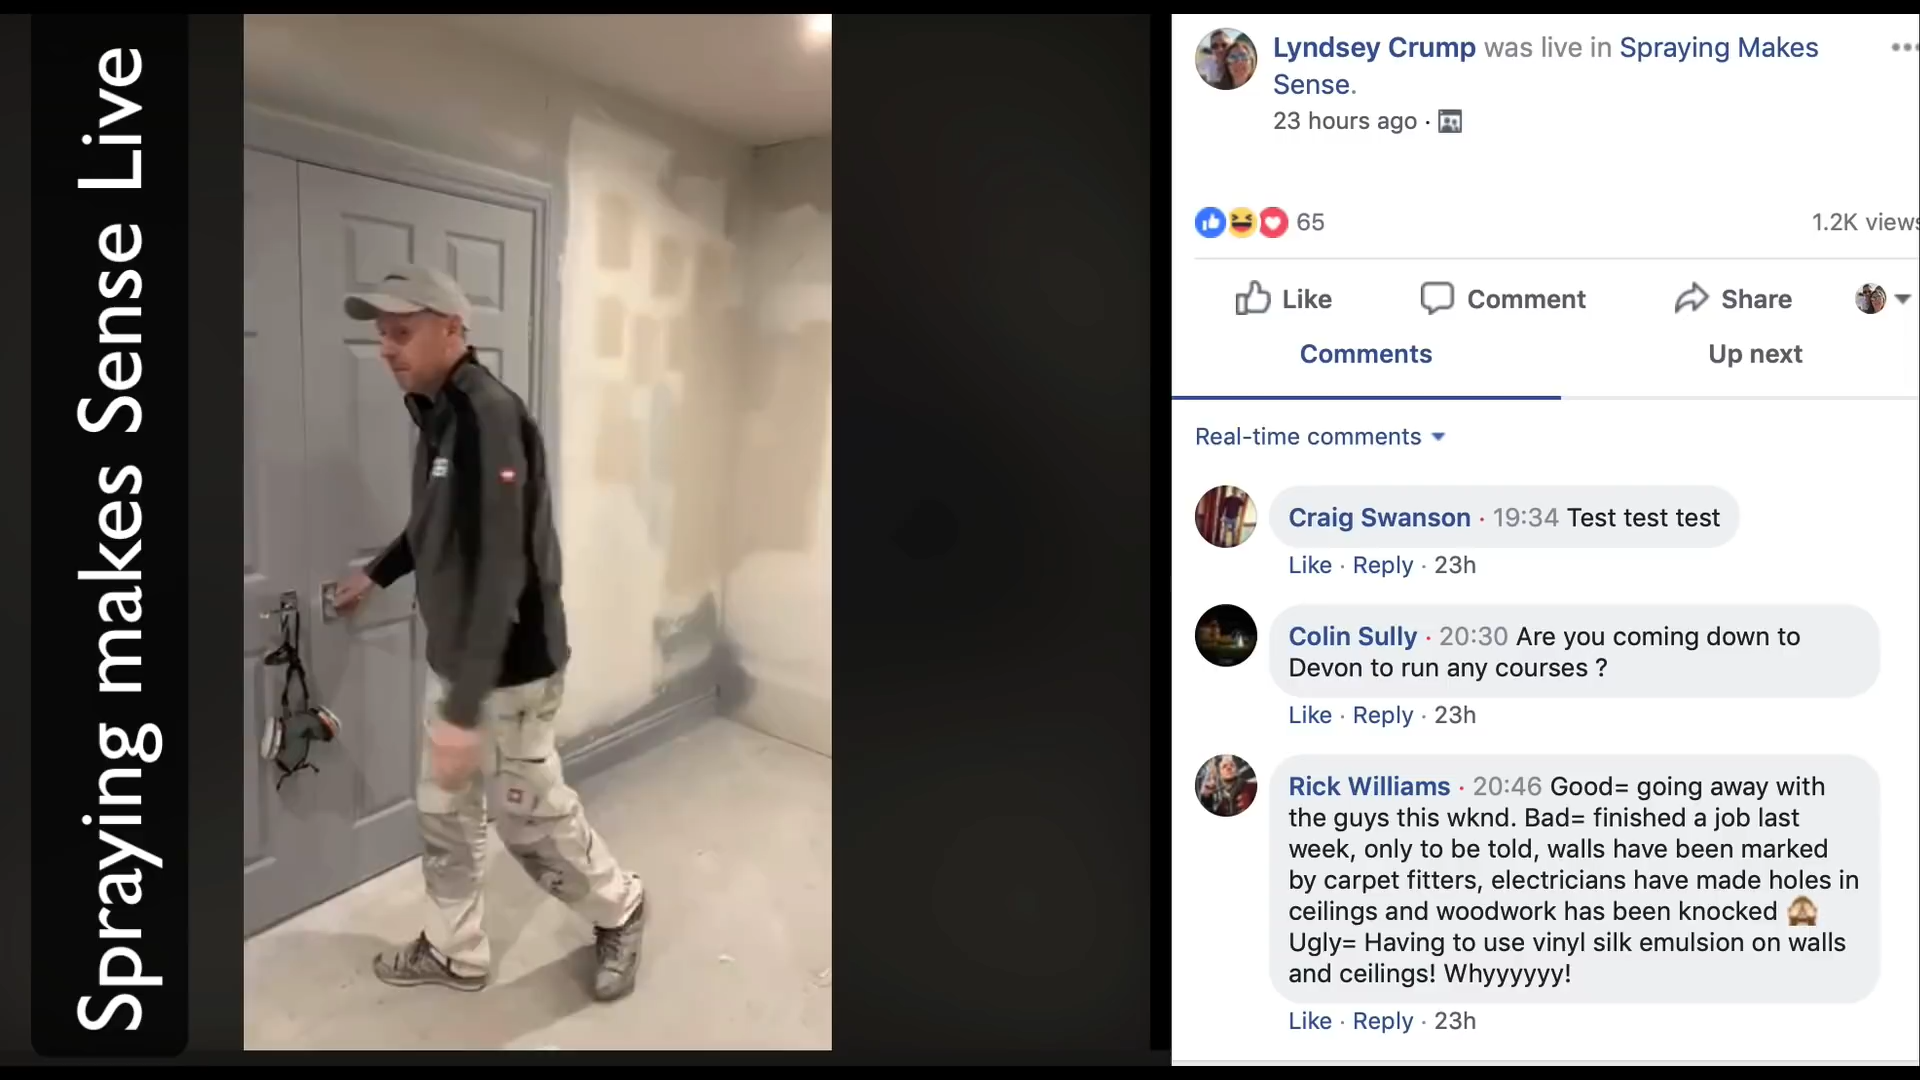 Spraying makes Sense Live
Lyndsey Crump was live in Spraying Makes
Sense.
23 hours ago ·
65
1.2K views
Like
Comment
Share
Comments
Up next
Real-time comments
Craig Swanson · 19:34 Test test test
Like · Reply · 23h
Colin Sully · 20:30 Are you coming down to
Devon to run any courses ?
Like · Reply · 23h
Rick Williams · 20:46 Good= going away with
the guys this wknd. Bad= finished a job last
week, only to be told, walls have been marked
by carpet fitters, electricians have made holes in
ceilings and woodwork has been knocked 🙈
Ugly= Having to use vinyl silk emulsion on walls
and ceilings! Whyyyyyy!
Like · Reply · 23h